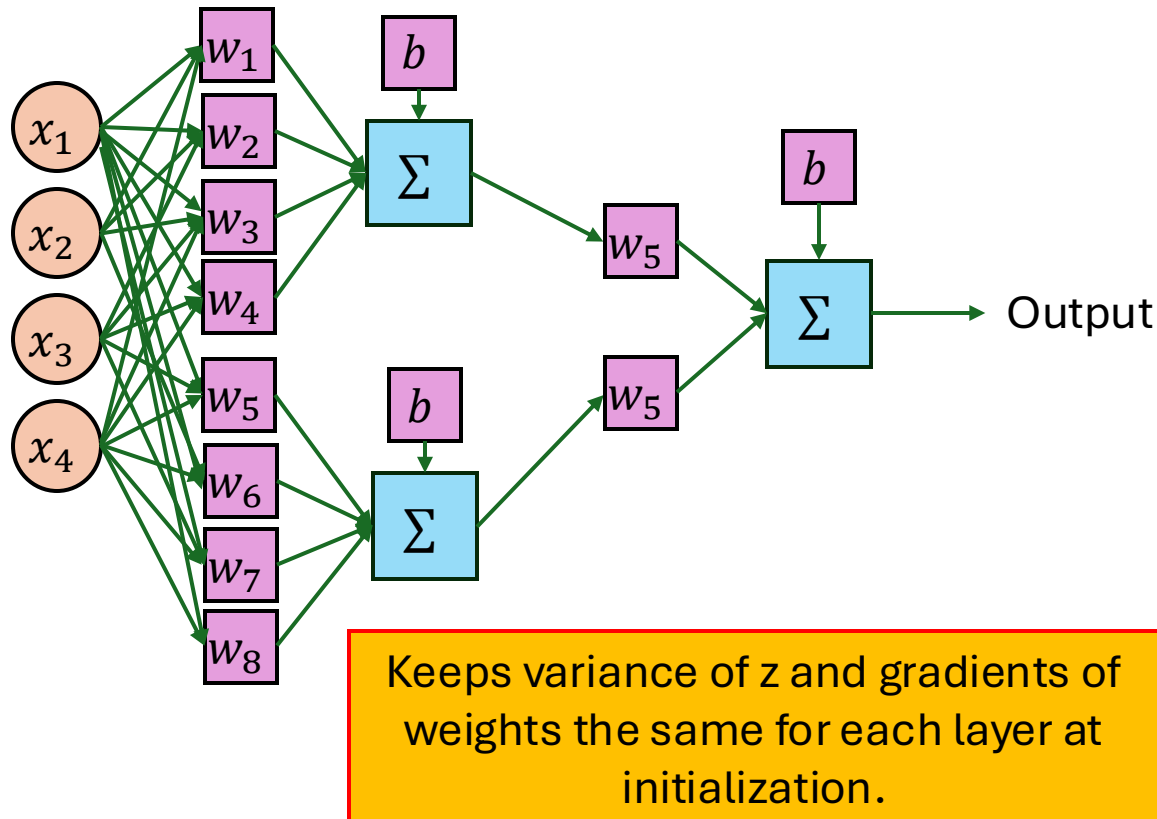 x₁
x₂
x₃
x₄
w₁
w₂
w₃
w₄
w₅
w₆
w₇
w₈
b
Σ
b
Σ
w₅
w₅
b
Σ
Output
Keeps variance of z and gradients of
weights the same for each layer at
initialization.